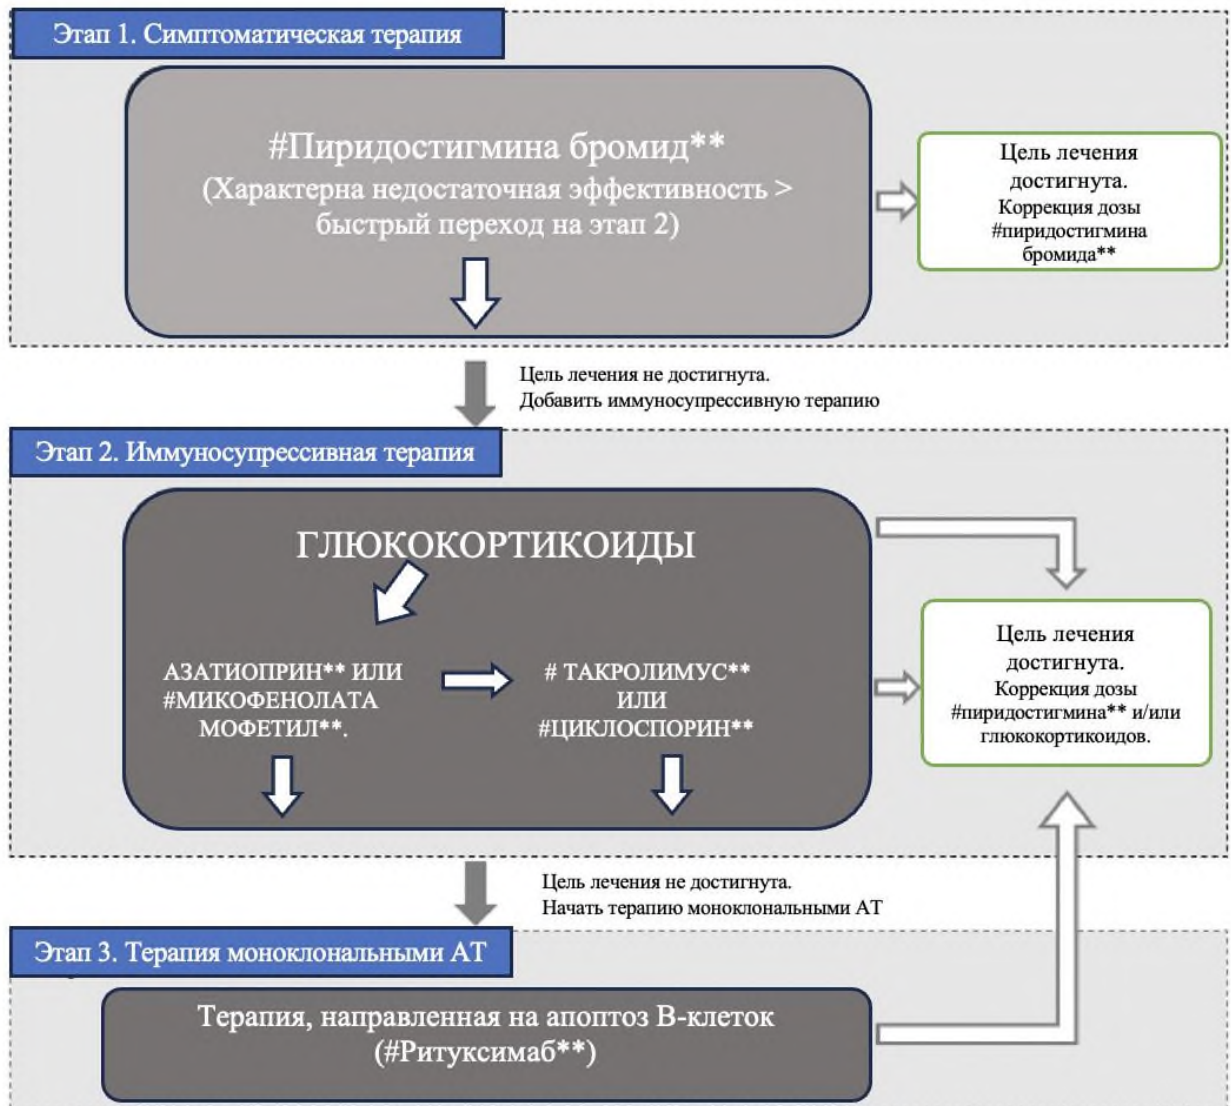 Этап 1. Симптоматическая терапия
#Пиридостигмина бромид**
(Характерна недостаточная эффективность >
быстрый переход на этап 2)
Цель лечения
достигнута.
Коррекция дозы
#пиридостигмина
бромида**
Цель лечения не достигнута.
Добавить иммуносупрессивную терапию
Этап 2. Иммуносупрессивная терапия
ГЛЮКОКОРТИКОИДЫ
АЗАТИОПРИН** ИЛИ
#МИКОФЕНОЛАТА
МОФЕТИЛ**.
# ТАКРОЛИМУС**
ИЛИ
#ЦИКЛОСПОРИН**
Цель лечения
достигнута.
Коррекция дозы
#пиридостигмина** и/или
глюкокортикоидов.
Цель лечения не достигнута.
Начать терапию моноклональными АТ
Этап 3. Терапия моноклональными АТ
Терапия, направленная на апоптоз В-клеток
(#Ритуксимаб**)